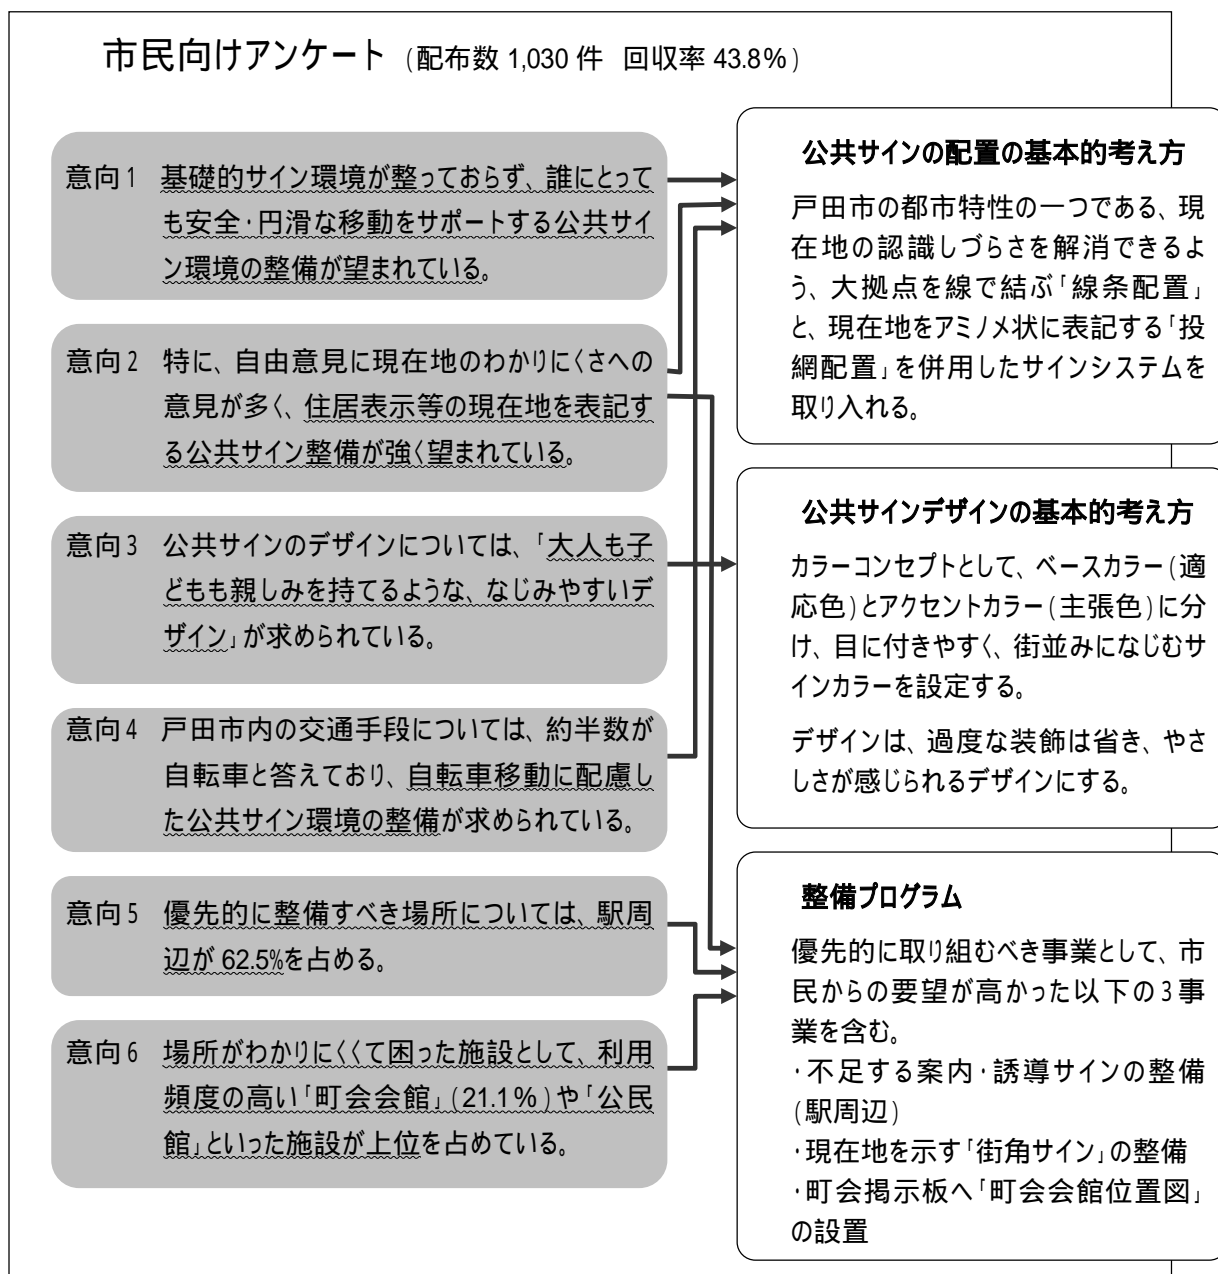 市民向けアンケート (配布数 1,030 件 回収率 43.8%)
意向1 基礎的サイン環境が整っておらず、誰にとって
も安全・円滑な移動をサポートする公共サイ
ン環境の整備が望まれている。
意向2 特に、自由意見に現在地のわかりにくさへの
意見が多く、住居表示等の現在地を表記す
る公共サイン整備が強く望まれている。
意向3 公共サインのデザインについては、「大人も子
どもも親しみを持てるような、なじみやすいデ
ザイン」が求められている。
意向4 戸田市内の交通手段については、約半数が
自転車と答えており、自転車移動に配慮し
た公共サイン環境の整備が求められている。
意向5 優先的に整備すべき場所については、駅周
辺が 62.5%を占める。
意向6 場所がわかりにくくて困った施設として、利用
頻度の高い「町会会館」(21.1%)や「公民
館」といった施設が上位を占めている。
公共サインの配置の基本的考え方
戸田市の都市特性の一つである、現
在地の認識しづらさを解消できるよ
う、大拠点を線で結ぶ「線条配置」
と、現在地をアミノメ状に表記する「投
網配置」を併用したサインシステムを
取り入れる。
公共サインデザインの基本的考え方
カラーコンセプトとして、ベースカラー(適
応色)とアクセントカラー(主張色)に分
け、目に付きやすく、街並みになじむサ
インカラーを設定する。
デザインは、過度な装飾は省き、やさ
しさが感じられるデザインにする。
整備プログラム
優先的に取り組むべき事業として、市
民からの要望が高かった以下の3事
業を含む。
・不足する案内・誘導サインの整備
(駅周辺)
・現在地を示す「街角サイン」の整備
・町会掲示板へ「町会会館位置図」
の設置